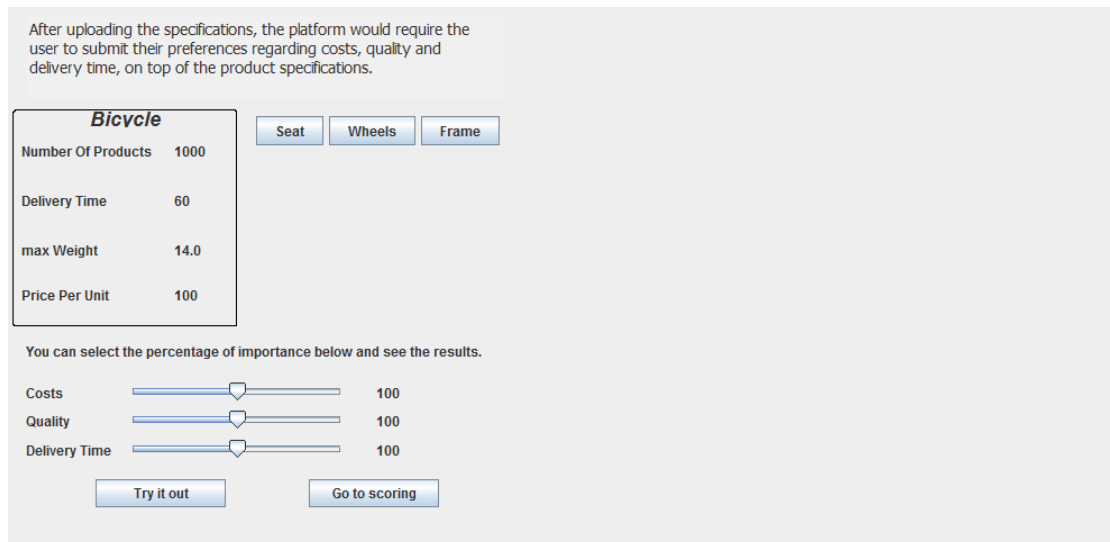 After uploading the specifications, the platform would require the
user to submit their preferences regarding costs, quality and
delivery time, on top of the product specifications.
Bicycle
Seat Wheels Frame
Number Of Products 1000
Delivery Time 60
max Weight 14.0
Price Per Unit 100
You can select the percentage of importance below and see the results.
Costs 100
Quality 100
Delivery Time 100
Try it out Go to scoring